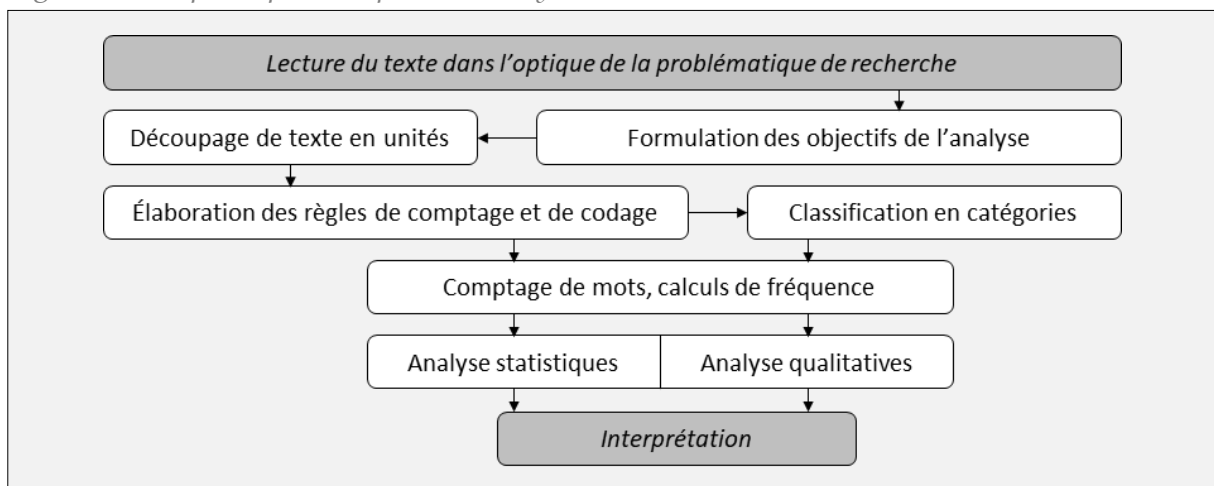 Lecture du texte dans l’optique de la problématique de recherche
Découpage de texte en unités
Formulation des objectifs de l’analyse
Élaboration des règles de comptage et de codage
Classification en catégories
Comptage de mots, calculs de fréquence
Analyse statistiques
Analyse qualitatives
Interprétation